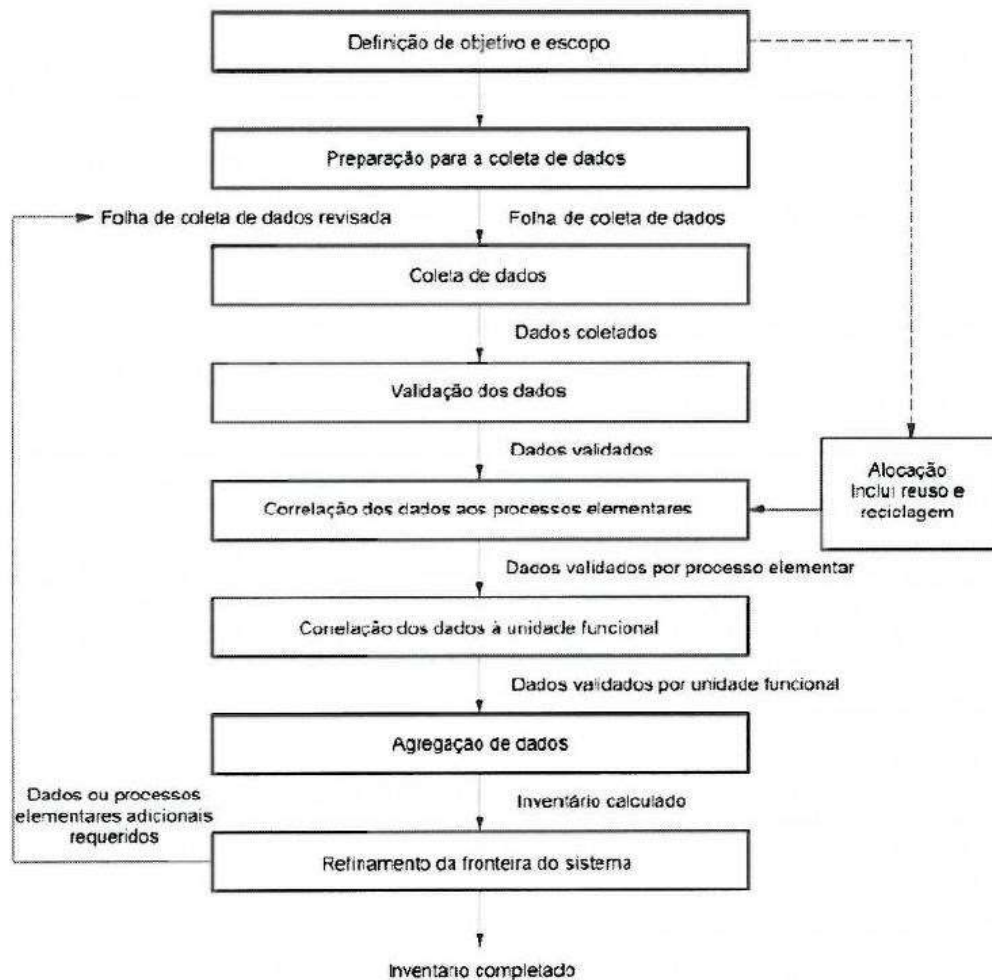 Definição de objetivo e escopo
Preparação para a coleta de dados
Folha de coleta de dados revisada
Folha de coleta de dados
Coleta de dados
Dados coletados
Validação dos dados
Dados validados
Alocação
Inclui reuso e
reciclagem
Correlação dos dados aos processos elementares
Dados validados por processo elementar
Correlação dos dados à unidade funcional
Dados validados por unidade funcional
Agregação de dados
Dados ou processos
elementares adicionais
requeridos
Inventário calculado
Refinamento da fronteira do sistema
Inventário completado